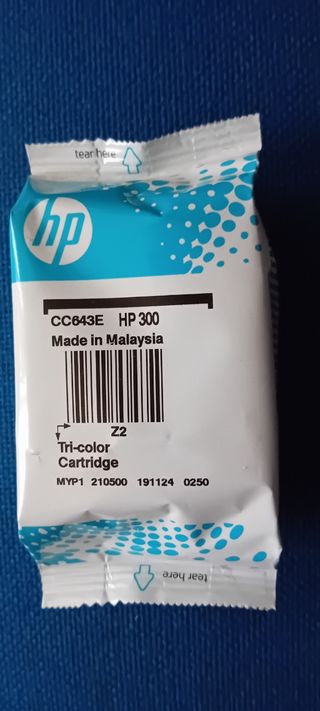 tear here
hp
CC643E HP 300
Made in Malaysia
Z2
Tri-color
Cartridge
MYP1 210500 191124 0250
tear here